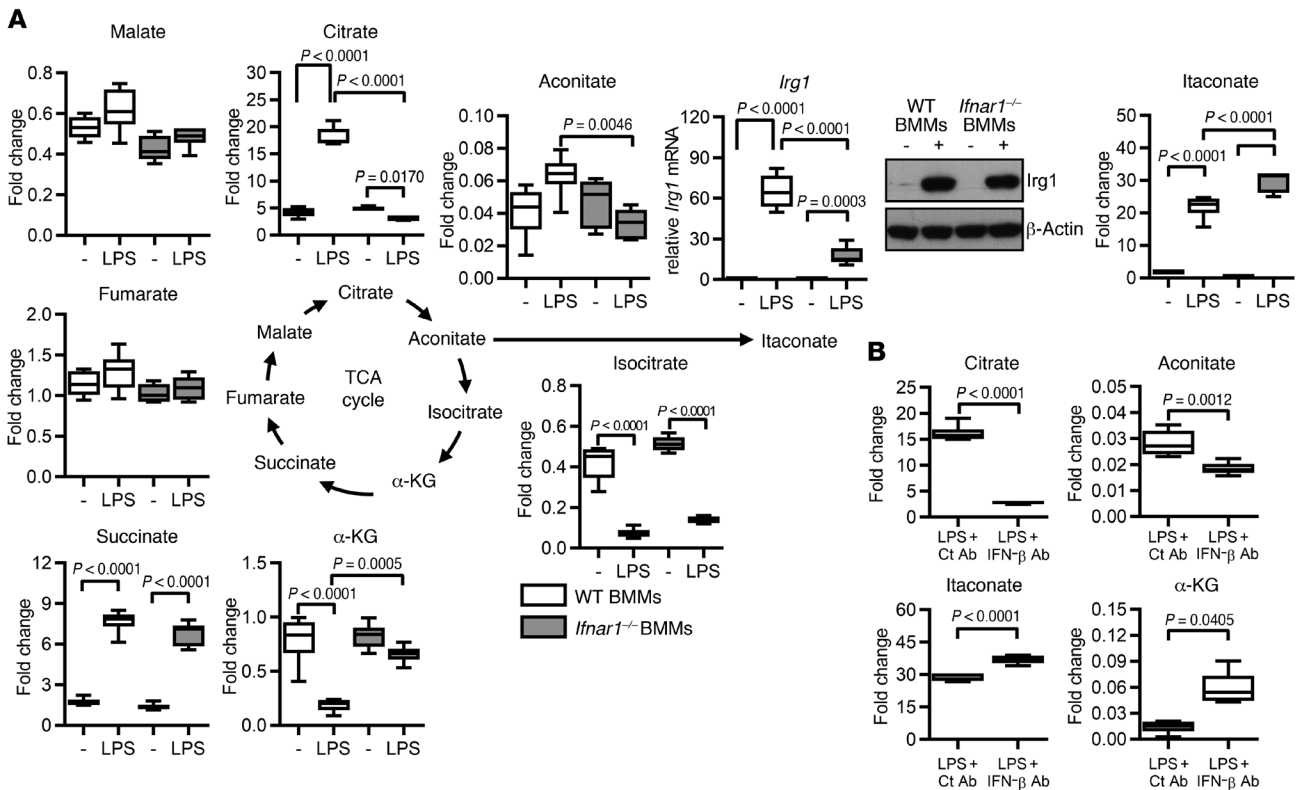 A
Malate
Fold change
0.8
0.6
0.4
0.2
0.0
- LPS - LPS
Citrate
Fold change
30
25
20
15
10
5
0
P < 0.0001
P < 0.0001
P = 0.0170
- LPS - LPS
Aconitate
Fold change
0.10
0.08
0.06
0.04
0.02
0.00
P = 0.0046
- LPS - LPS
Irg1
relative Irg1 mRNA
120
90
60
30
0
P < 0.0001
P < 0.0001
P = 0.0003
- LPS - LPS
WT Ifnar1–/–
BMMs BMMs
- + - +
Irg1
β-Actin
Itaconate
Fold change
50
40
30
20
10
0
P < 0.0001
P < 0.0001
- LPS - LPS
Fumarate
Fold change
2.0
1.5
1.0
0.5
0.0
- LPS - LPS
Citrate
Malate
Aconitate
Itaconate
TCA
cycle
Fumarate
Isocitrate
Succinate
α-KG
Isocitrate
Fold change
0.8
0.6
0.4
0.2
0.0
P < 0.0001
P < 0.0001
- LPS - LPS
Succinate
Fold change
12
9
6
3
0
P < 0.0001
P < 0.0001
- LPS - LPS
α-KG
Fold change
1.5
1.0
0.5
0.0
P = 0.0005
P < 0.0001
- LPS - LPS
WT BMMs
Ifnar1–/– BMMs
B
Citrate
Fold change
25
20
15
10
5
0
P < 0.0001
LPS + LPS +
Ct Ab IFN-β Ab
Aconitate
Fold change
0.05
0.04
0.03
0.02
0.01
0.00
P = 0.0012
LPS + LPS +
Ct Ab IFN-β Ab
Itaconate
Fold change
60
45
30
15
0
P < 0.0001
LPS + LPS +
Ct Ab IFN-β Ab
α-KG
Fold change
0.15
0.12
0.09
0.06
0.03
0.00
P = 0.0405
LPS + LPS +
Ct Ab IFN-β Ab